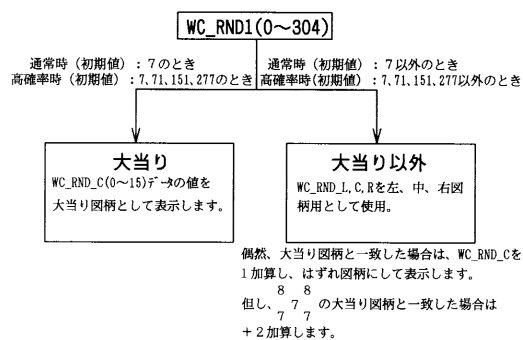 WC_RND1(0～304)
通常時（初期値）：7のとき
高確率時（初期値）：7,71,151,277のとき
通常時（初期値）：7以外のとき
高確率時(初期値)：7,71,151,277以外のとき
大当り
WC_RND_C(0～15)ﾃﾞｰﾀの値を
大当り図柄として表示します。
大当り以外
WC_RND_L,C,Rを左、中、右図
柄用として使用。
偶然、大当り図柄と一致した場合は、WC_RND_Cを
1加算し、はずれ図柄にして表示します。
8 8
但し、 7 の大当り図柄と一致した場合は
7 7
＋2加算します。